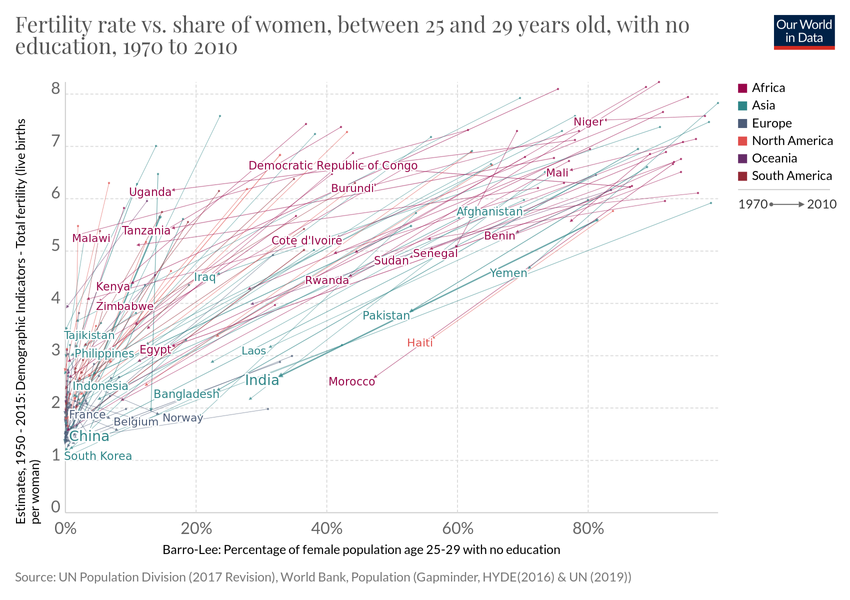 Fertility rate vs. share of women, between 25 and 29 years old, with no
education, 1970 to 2010
Our World
in Data
Estimates, 1950 - 2015: Demographic Indicators - Total fertility (live births
per woman)
8
7
6
5
4
3
2
1
0
Niger
Democratic Republic of Congo
Mali
Uganda
Burundi
Afghanistan
Malawi
Tanzania
Cote d'Ivoire
Benin
Senegal
Sudan
Iraq
Rwanda
Yemen
Kenya
Zimbabwe
Pakistan
Tajikistan
Haiti
Philippines
Egypt
Laos
India
Morocco
Indonesia
Bangladesh
France
Belgium
Norway
China
South Korea
0%
20%
40%
60%
80%
Barro-Lee: Percentage of female population age 25-29 with no education
Africa
Asia
Europe
North America
Oceania
South America
1970 2010
Source: UN Population Division (2017 Revision), World Bank, Population (Gapminder, HYDE(2016) & UN (2019))